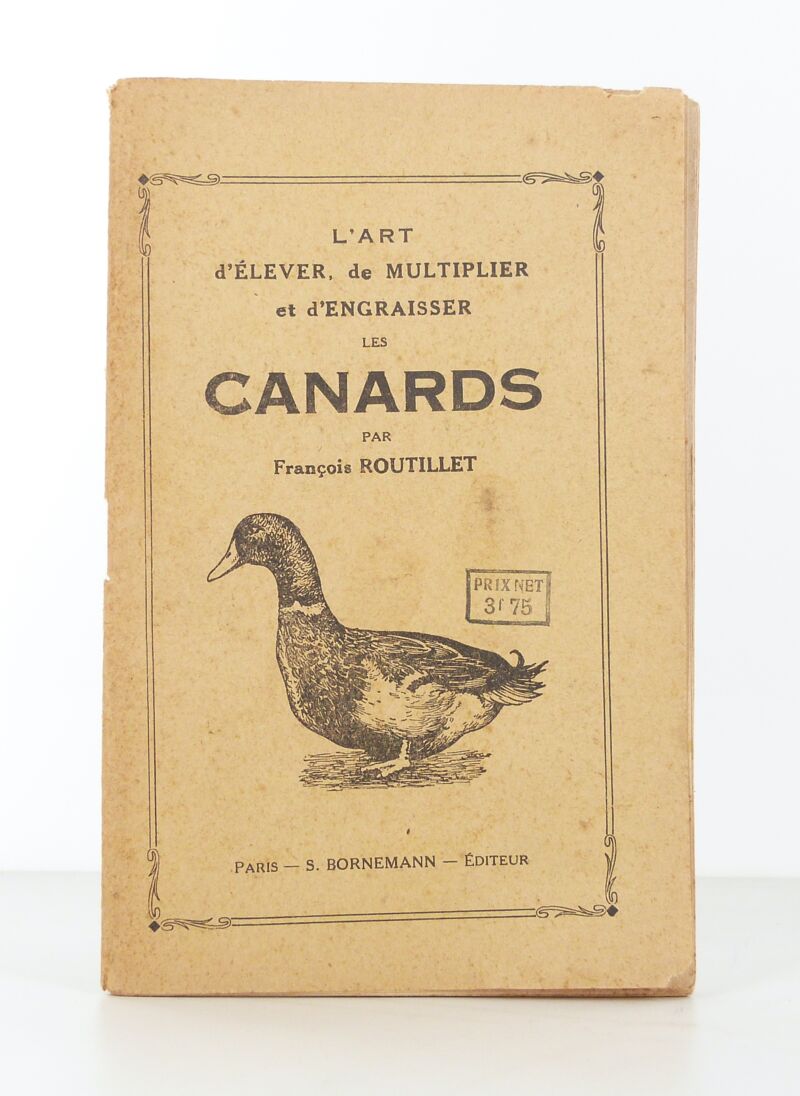 L'ART
d'ÉLEVER, de MULTIPLIER
et d'ENGRAISSER
LES
CANARDS
PAR
François ROUTILLET
PRIX NET
3f 75
PARIS — S. BORNEMANN — ÉDITEUR